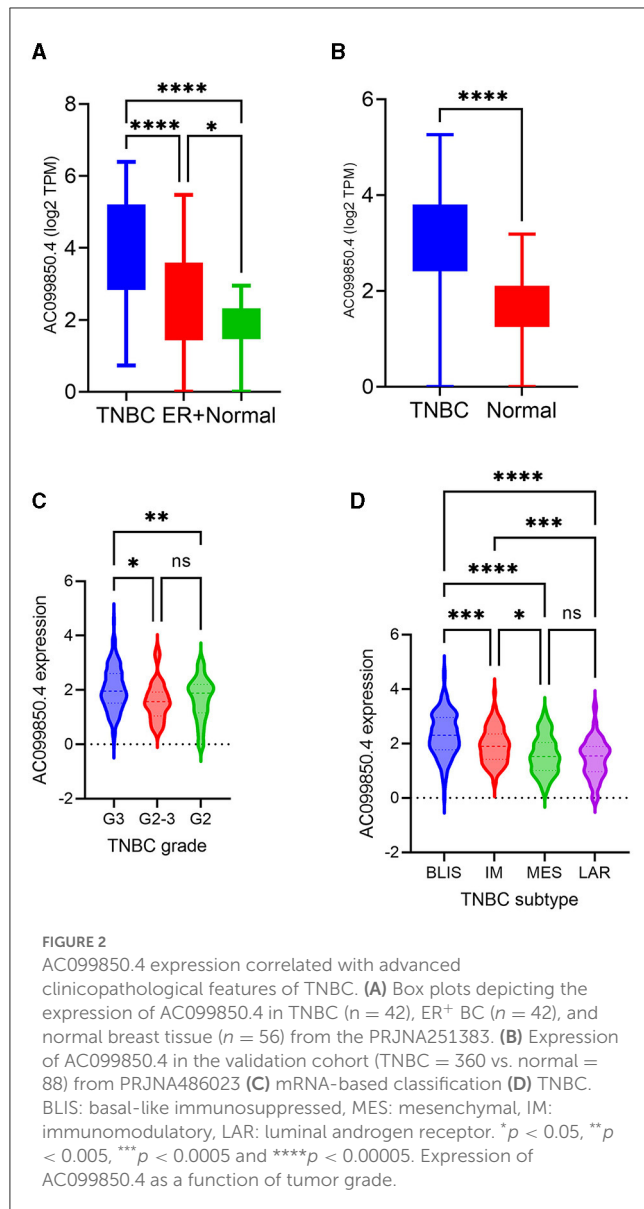 A
****
****
*
AC099850.4 (log2 TPM)
8
6
4
2
0
TNBC ER+Normal
B
****
AC099850.4 (log2 TPM)
6
4
2
0
TNBC Normal
C
**
*
ns
AC099850.4 expression
6
4
2
0
-2
G3 G2-3 G2
TNBC grade
D
****
***
****
***
*
ns
AC099850.4 expression
6
4
2
0
-2
BLIS IM MES LAR
TNBC subtype
FIGURE 2
AC099850.4 expression correlated with advanced
clinicopathological features of TNBC. (A) Box plots depicting the
expression of AC099850.4 in TNBC (n = 42), ER+ BC (n = 42), and
normal breast tissue (n = 56) from the PRJNA251383. (B) Expression
of AC099850.4 in the validation cohort (TNBC = 360 vs. normal =
88) from PRJNA486023 (C) mRNA-based classification (D) TNBC.
BLIS: basal-like immunosuppressed, MES: mesenchymal, IM:
immunomodulatory, LAR: luminal androgen receptor. *p < 0.05, **p
< 0.005, ***p < 0.0005 and ****p < 0.00005. Expression of
AC099850.4 as a function of tumor grade.